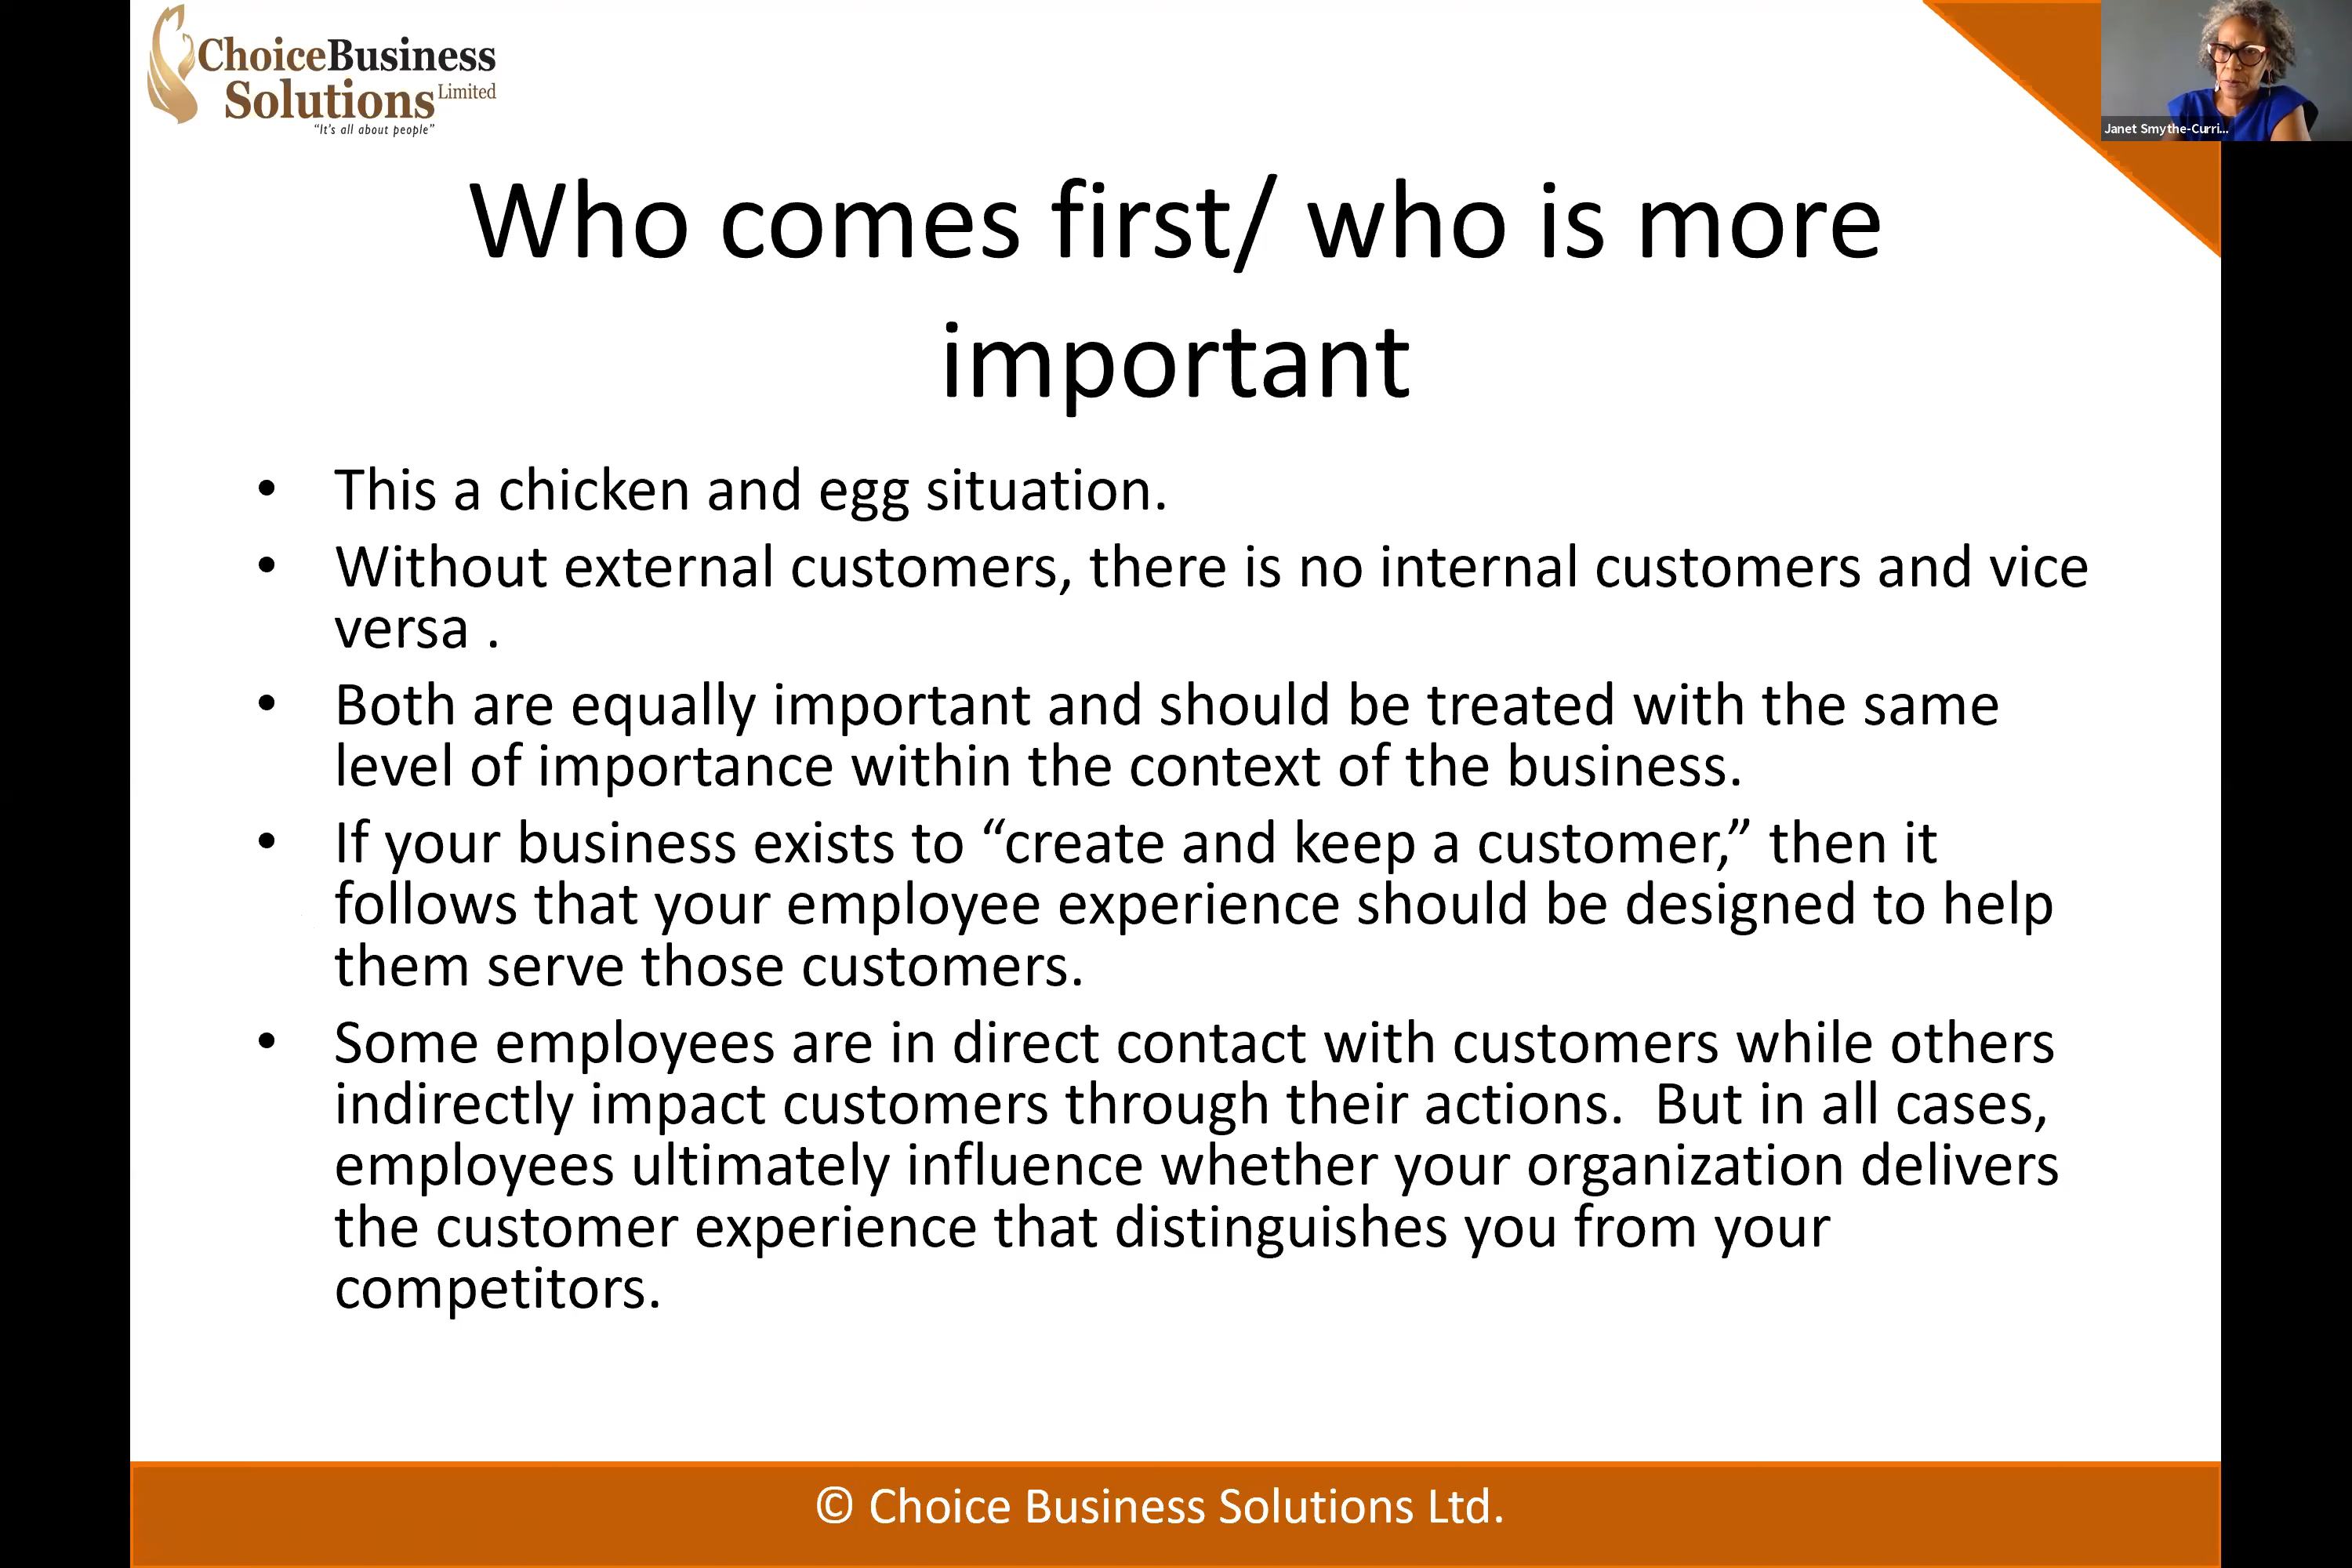 ChoiceBusiness
Solutions Limited
“It’s all about people”
Janet Smythe-Curri...
Who comes first/ who is more
important
• This a chicken and egg situation.
• Without external customers, there is no internal customers and vice
versa .
• Both are equally important and should be treated with the same
level of importance within the context of the business.
• If your business exists to “create and keep a customer,” then it
follows that your employee experience should be designed to help
them serve those customers.
• Some employees are in direct contact with customers while others
indirectly impact customers through their actions.  But in all cases,
employees ultimately influence whether your organization delivers
the customer experience that distinguishes you from your
competitors.
© Choice Business Solutions Ltd.